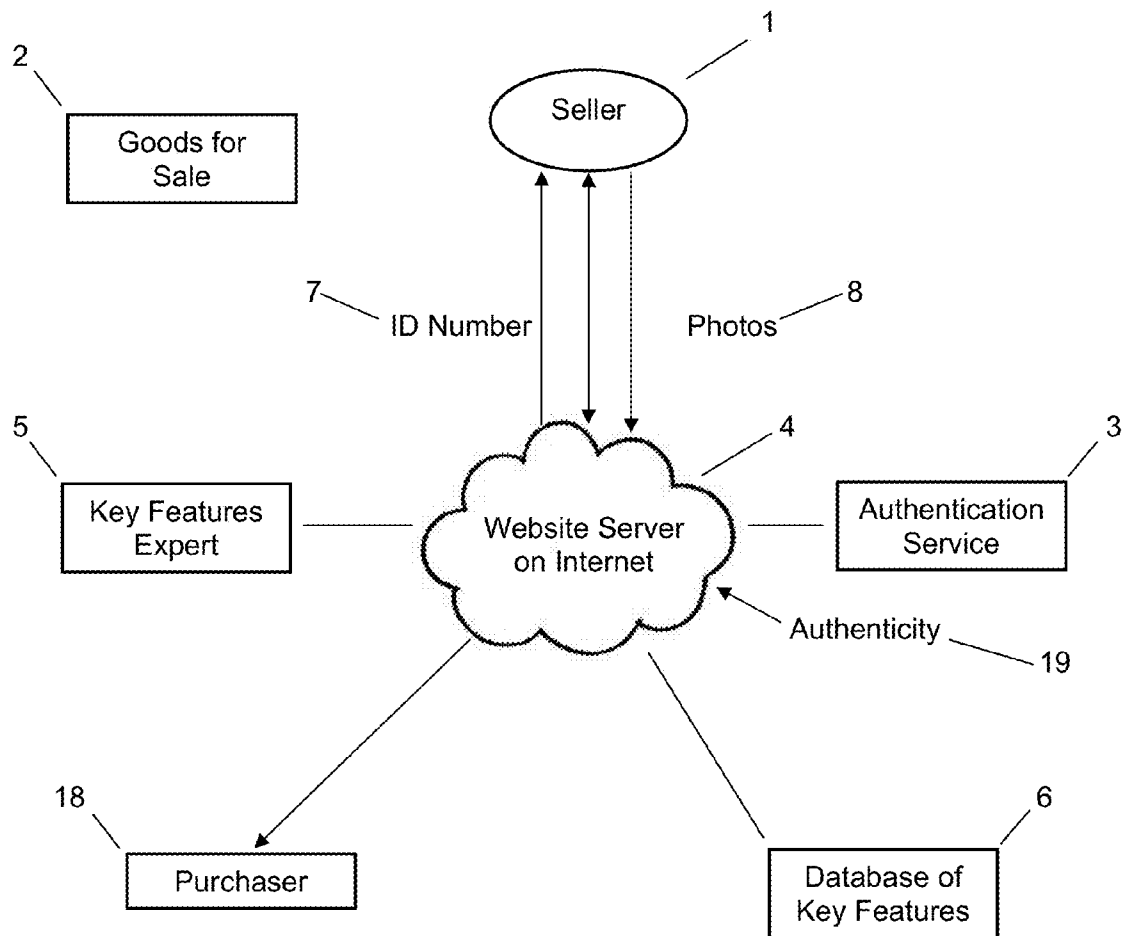 1
2
Seller
Goods for
Sale
7
8
ID Number
Photos
5
4
3
Key Features
Expert
Website Server
on Internet
Authentication
Service
Authenticity
19
18
6
Purchaser
Database of
Key Features